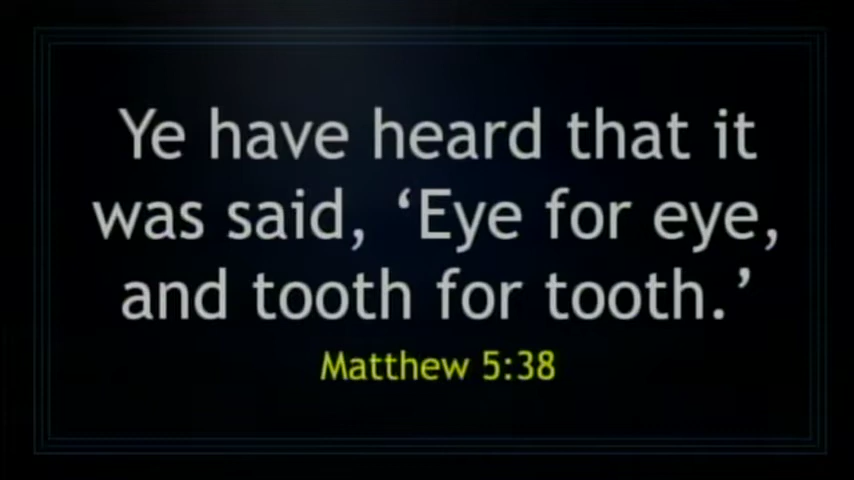 Ye have heard that it
was said, ‘Eye for eye,
and tooth for tooth.’
Matthew 5:38